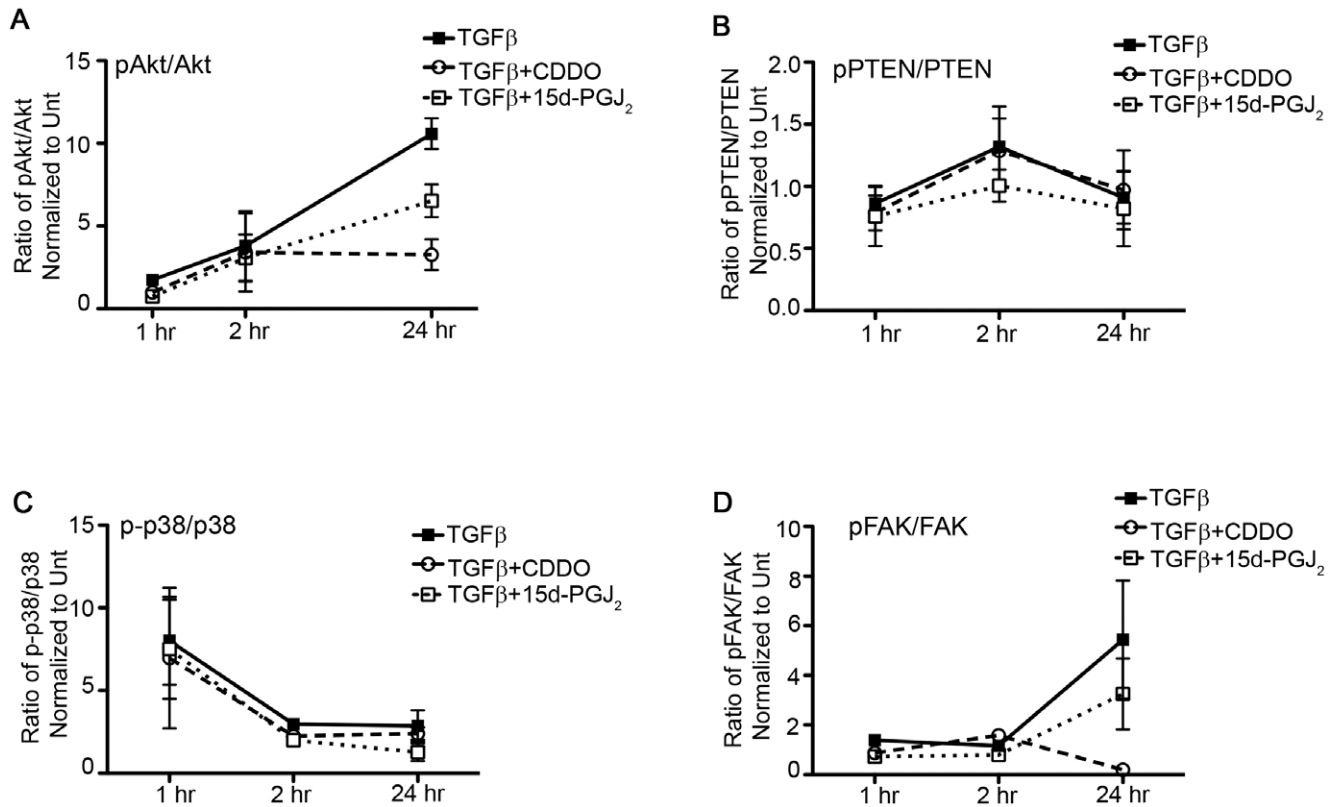 A
pAkt/Akt
TGFβ
TGFβ+CDDO
TGFβ+15d-PGJ₂
Ratio of pAkt/Akt
Normalized to Unt
15
10
5
0
1 hr
2 hr
24 hr
B
pPTEN/PTEN
TGFβ
TGFβ+CDDO
TGFβ+15d-PGJ₂
Ratio of pPTEN/PTEN
Normalized to Unt
2.0
1.5
1.0
0.5
0.0
1 hr
2 hr
24 hr
C
p-p38/p38
TGFβ
TGFβ+CDDO
TGFβ+15d-PGJ₂
Ratio of p-p38/p38
Normalized to Unt
15
10
5
0
1 hr
2 hr
24 hr
D
pFAK/FAK
TGFβ
TGFβ+CDDO
TGFβ+15d-PGJ₂
Ratio of pFAK/FAK
Normalized to Unt
10
8
6
4
2
0
1 hr
2 hr
24 hr